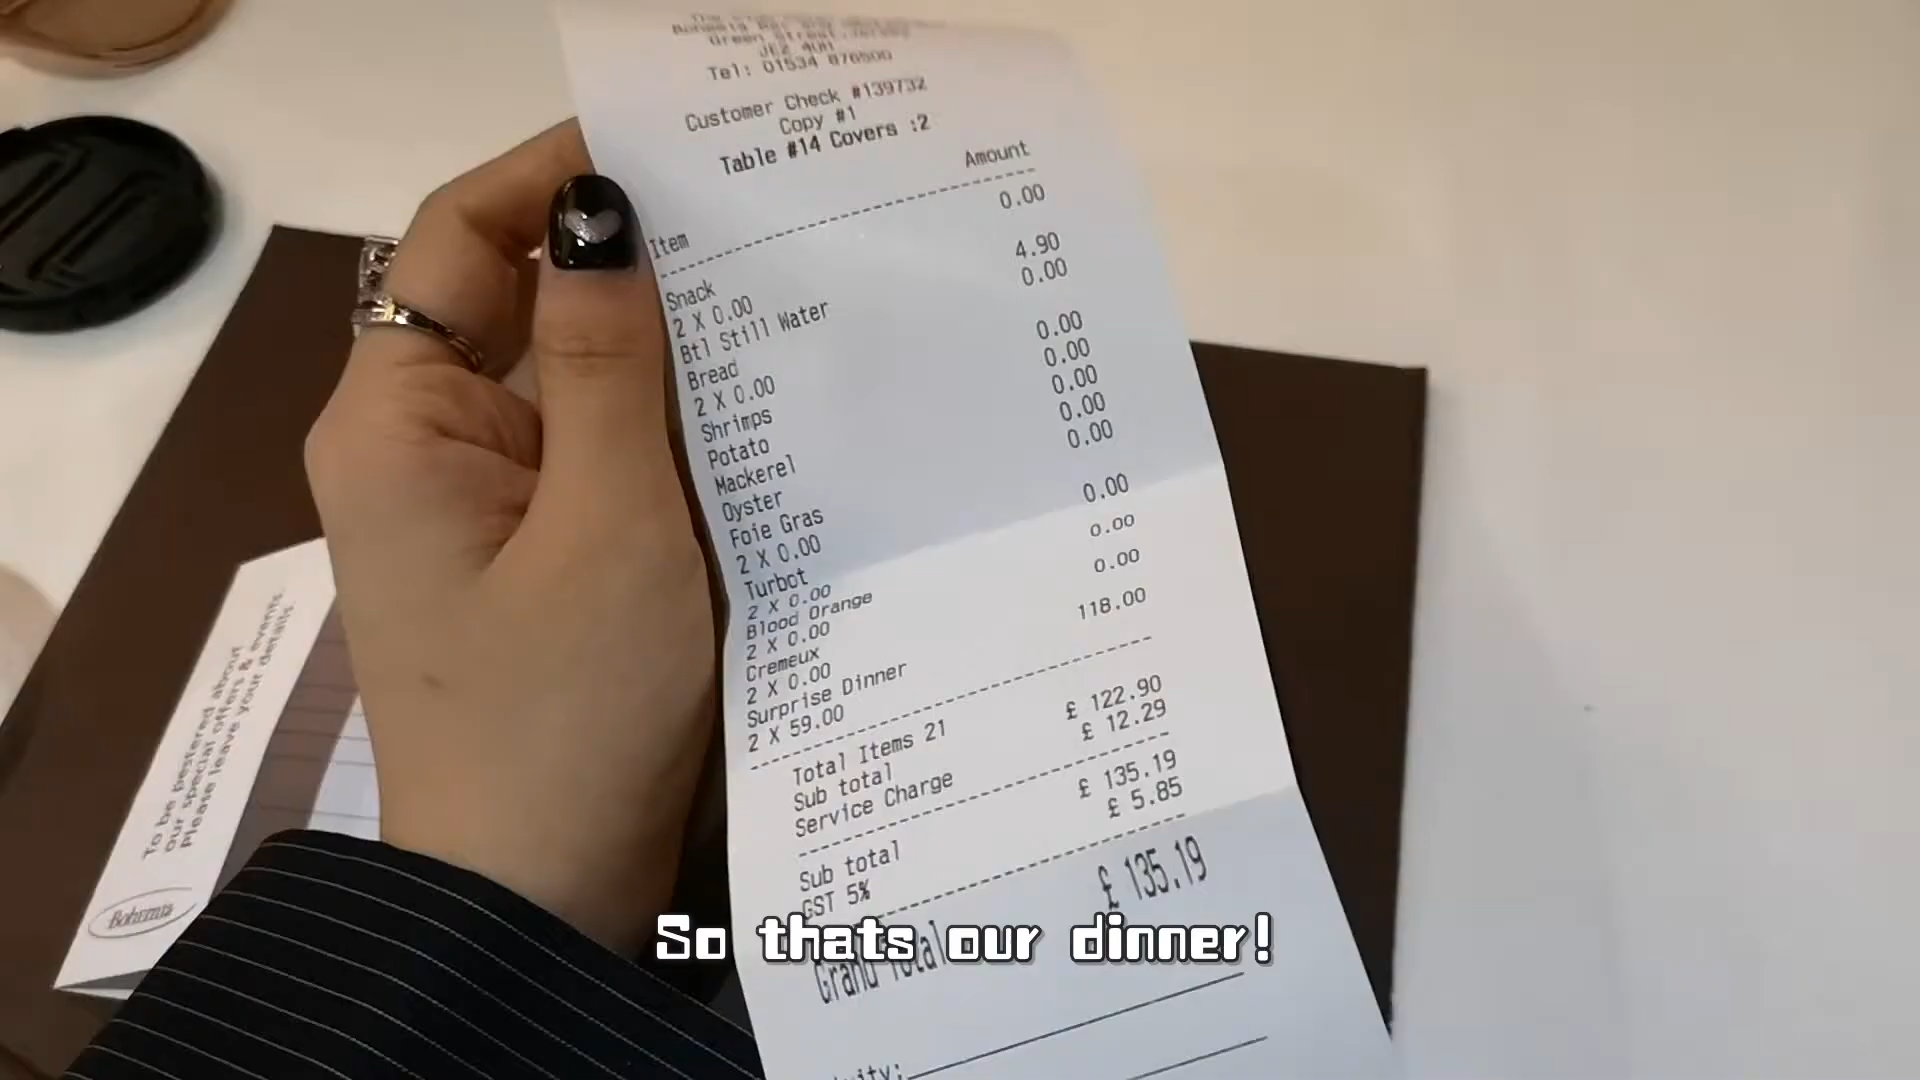 Green Street, Jersey
JE2 4UH
Tel: 01534 876500
Customer Check #139732
Copy #1
Table #14 Covers :2
Item Amount
Snack
2 X 0.00 0.00
Btl Still Water 4.90
Bread
2 X 0.00 0.00
Shrimps 0.00
Potato 0.00
Mackerel 0.00
Oyster 0.00
Foie Gras
2 X 0.00 0.00
Turbot
2 X 0.00 0.00
Blood Orange
2 X 0.00 0.00
Cremeux
2 X 0.00 0.00
Surprise Dinner
2 X 59.00 118.00
Total Items 21
Sub total £ 122.90
Service Charge £ 12.29
Sub total £ 135.19
GST 5% £ 5.85
Grand Total £ 135.19
To be pestered about
our special offers & events
Please leave your details.
Bohemia
So thats our dinner!